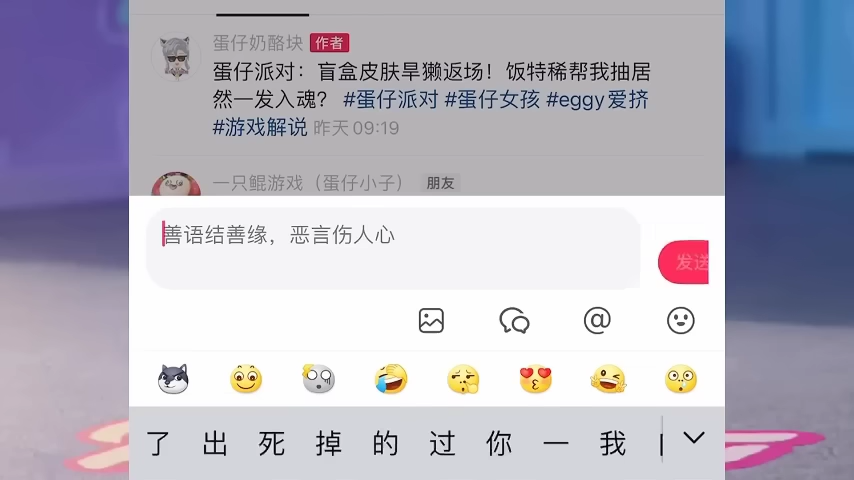 蛋仔奶酪块 作者
蛋仔派对：盲盒皮肤旱獭返场！饭特稀帮我抽居
然一发入魂？ #蛋仔派对 #蛋仔女孩 #eggy爱挤
#游戏解说 昨天09:19
一只鲲游戏（蛋仔小子） 朋友
善语结善缘，恶言伤人心
发送
@
了 出 死 掉 的 过 你 一 我